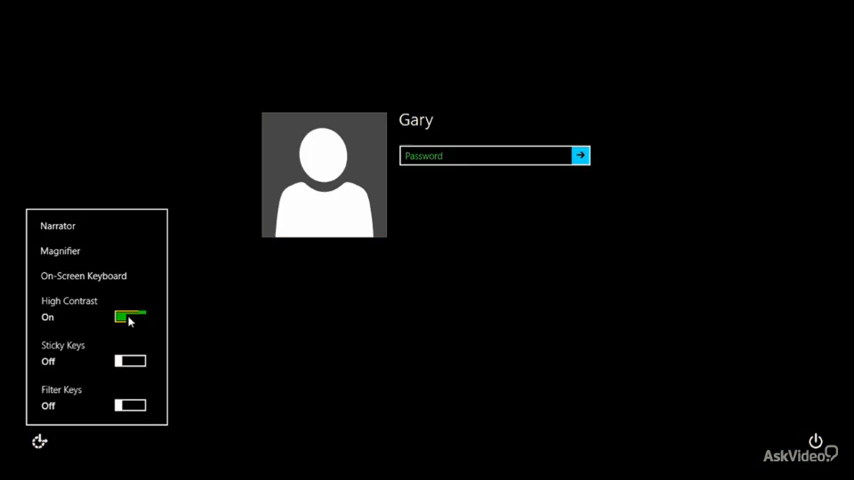 Gary
Password
Narrator
Magnifier
On-Screen Keyboard
High Contrast
On
Sticky Keys
Off
Filter Keys
Off
AskVideo